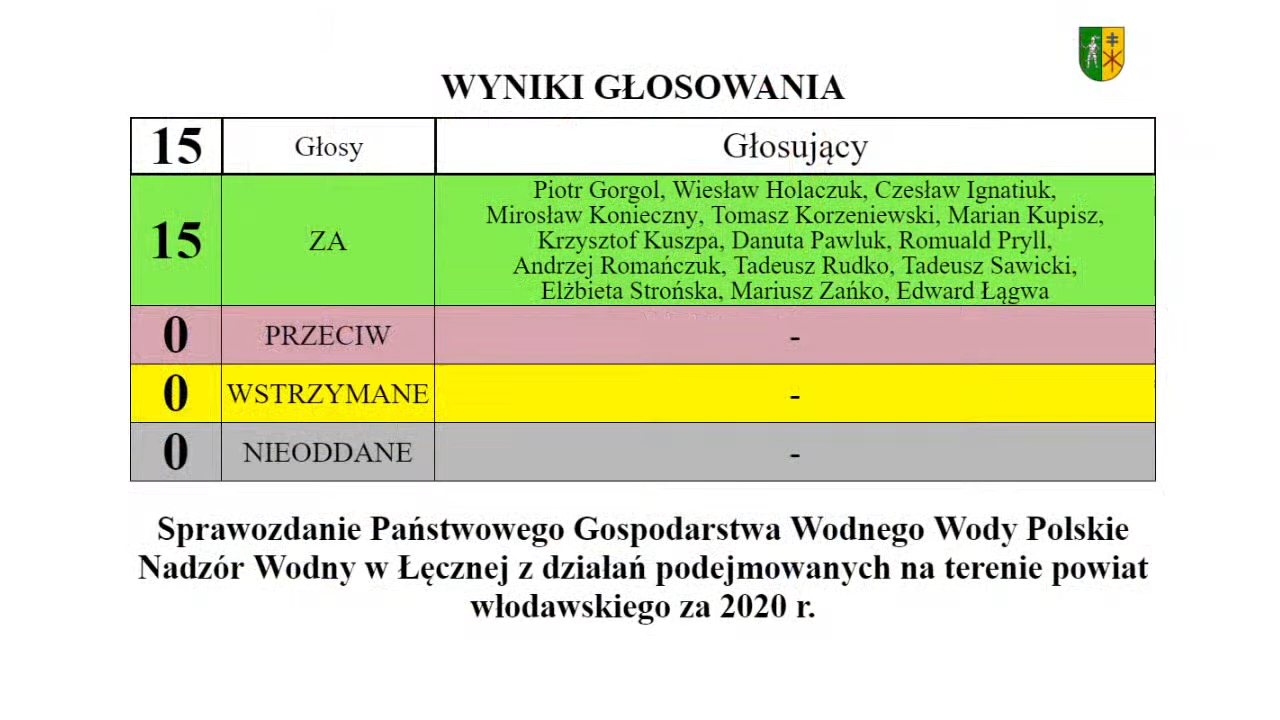 WYNIKI GŁOSOWANIA
15 Głosy Głosujący
15 ZA
Piotr Gorgol, Wiesław Holaczuk, Czesław Ignatiuk,
Mirosław Konieczny, Tomasz Korzeniewski, Marian Kupisz,
Krzysztof Kuszpa, Danuta Pawluk, Romuald Pryll,
Andrzej Romańczuk, Tadeusz Rudko, Tadeusz Sawicki,
Elżbieta Strońska, Mariusz Zańko, Edward Łągwa
0 PRZECIW -
0 WSTRZYMANE -
0 NIEODDANE -
Sprawozdanie Państwowego Gospodarstwa Wodnego Wody Polskie
Nadzór Wodny w Łęcznej z działań podejmowanych na terenie powiat
włodawskiego za 2020 r.